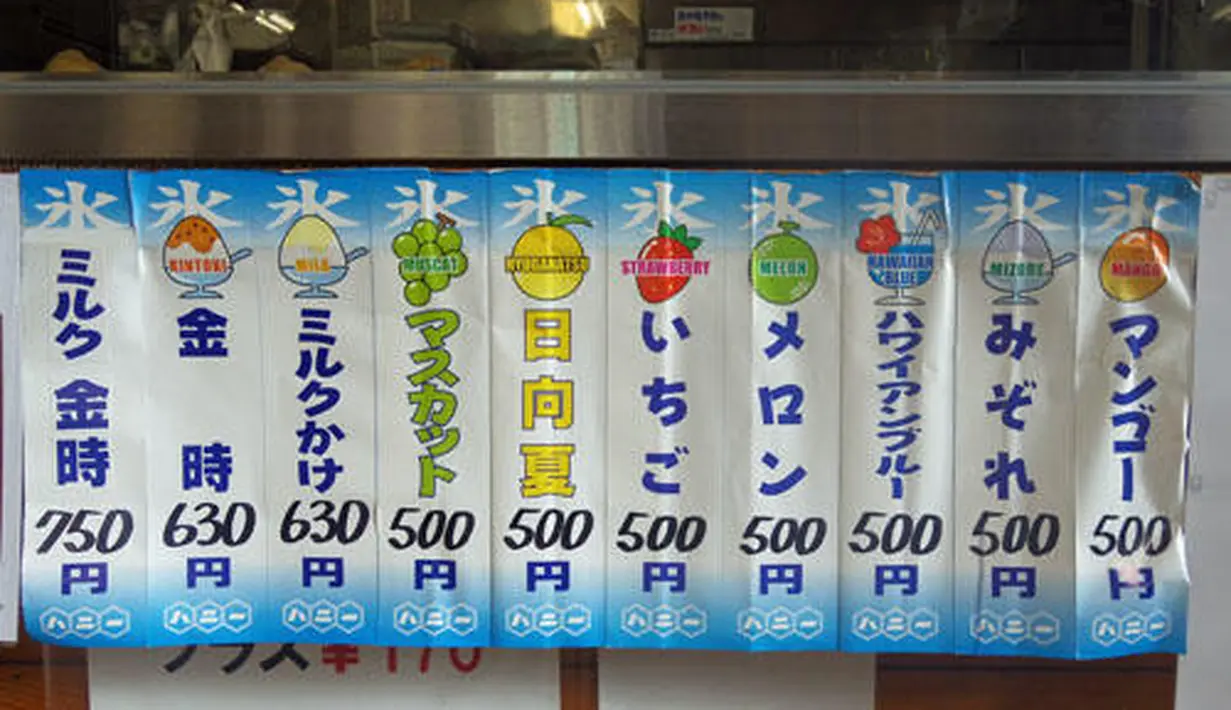 氷
ミルク金時
750
円
ハニー
氷
KINTOKI
金時
630
円
ハニー
氷
MILK
ミルクかけ
630
円
ハニー
氷
MUSCAT
マスカット
500
円
ハニー
氷
HYUGANATSU
日向夏
500
円
ハニー
氷
STRAWBERRY
いちご
500
円
ハニー
氷
MELON
メロン
500
円
ハニー
氷
HAWAIIAN
BLUE
ハワイアンブルー
500
円
ハニー
氷
MIZORE
みぞれ
500
円
ハニー
氷
MANGO
マンゴー
500
円
ハニー
プラス¥170